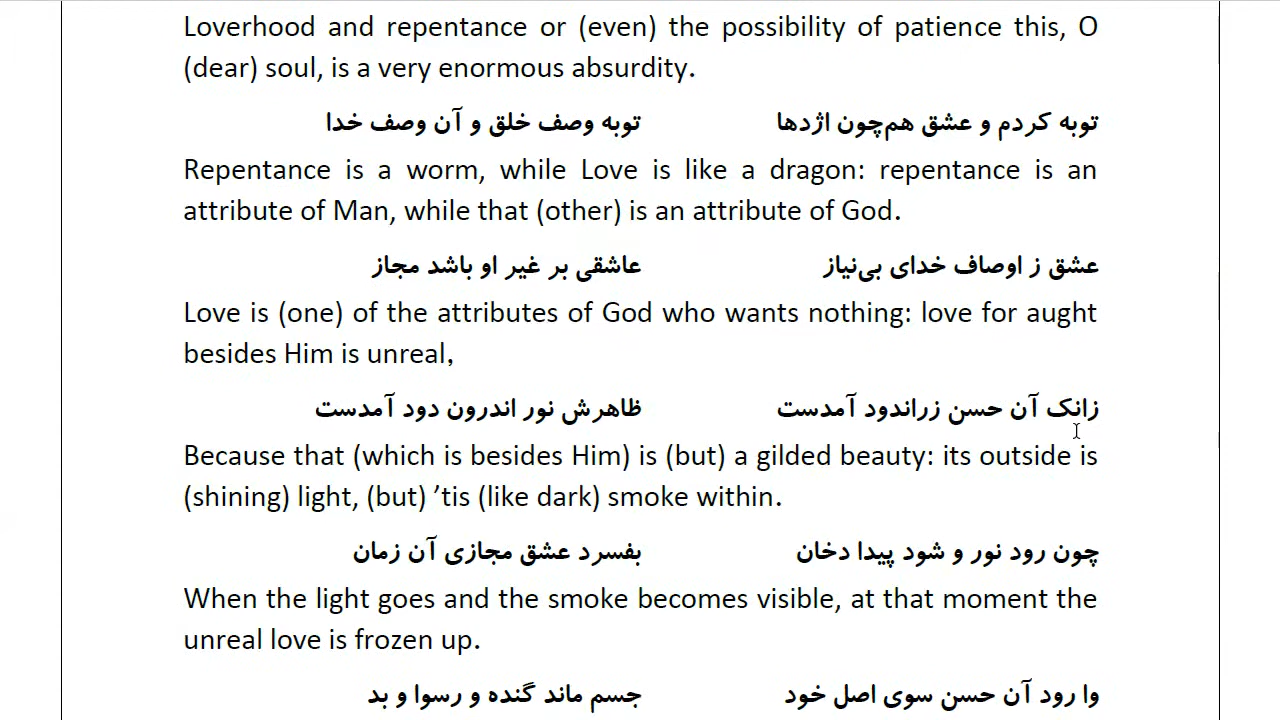 Loverhood and repentance or (even) the possibility of patience this, O
(dear) soul, is a very enormous absurdity.
توبه کردم و عشق هم‌چون اژدها توبه وصف خلق و آن وصف خدا
Repentance is a worm, while Love is like a dragon: repentance is an
attribute of Man, while that (other) is an attribute of God.
عشق ز اوصاف خدای بی‌نیاز عاشقی بر غیر او باشد مجاز
Love is (one) of the attributes of God who wants nothing: love for aught
besides Him is unreal,
زانک آن حسن زراندود آمدست ظاهرش نور اندرون دود آمدست
Because that (which is besides Him) is (but) a gilded beauty: its outside is
(shining) light, (but) ’tis (like dark) smoke within.
چون رود نور و شود پیدا دخان بفسرد عشق مجازی آن زمان
When the light goes and the smoke becomes visible, at that moment the
unreal love is frozen up.
وا رود آن حسن سوی اصل خود جسم ماند گنده و رسوا و بد